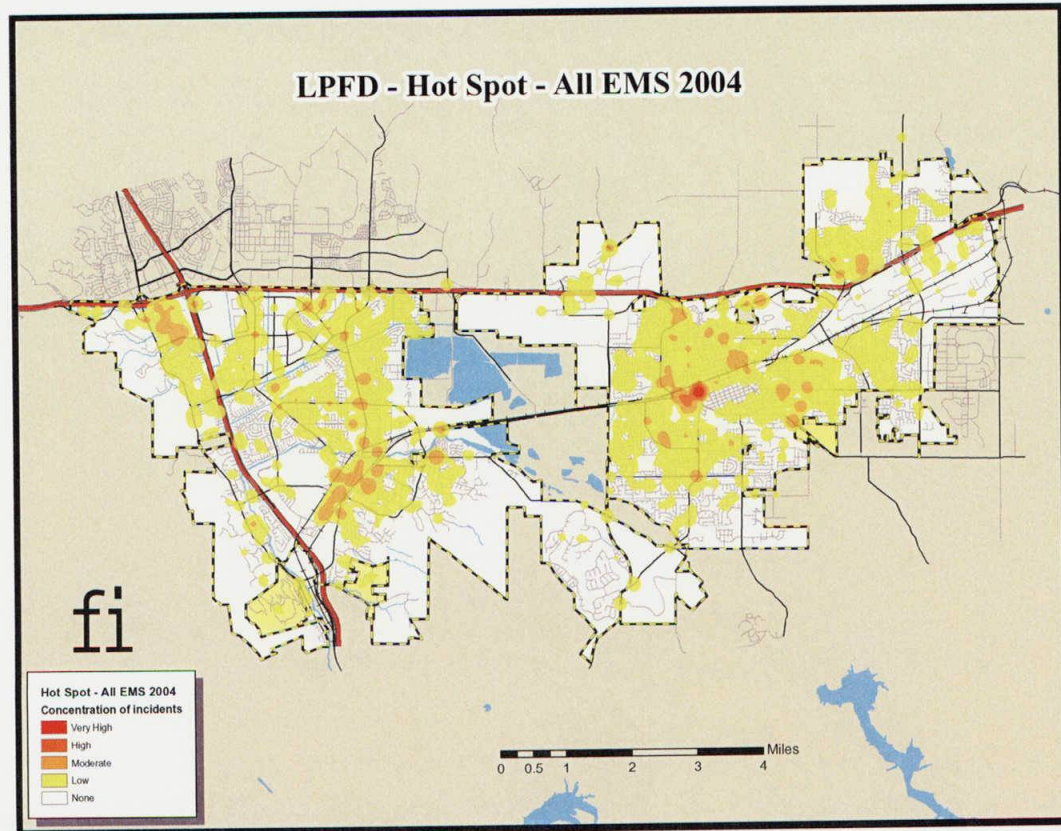 LPFD - Hot Spot - All EMS 2004
fi
Hot Spot - All EMS 2004
Concentration of incidents
Very High
High
Moderate
Low
None
Miles
0 0.5 1 2 3 4